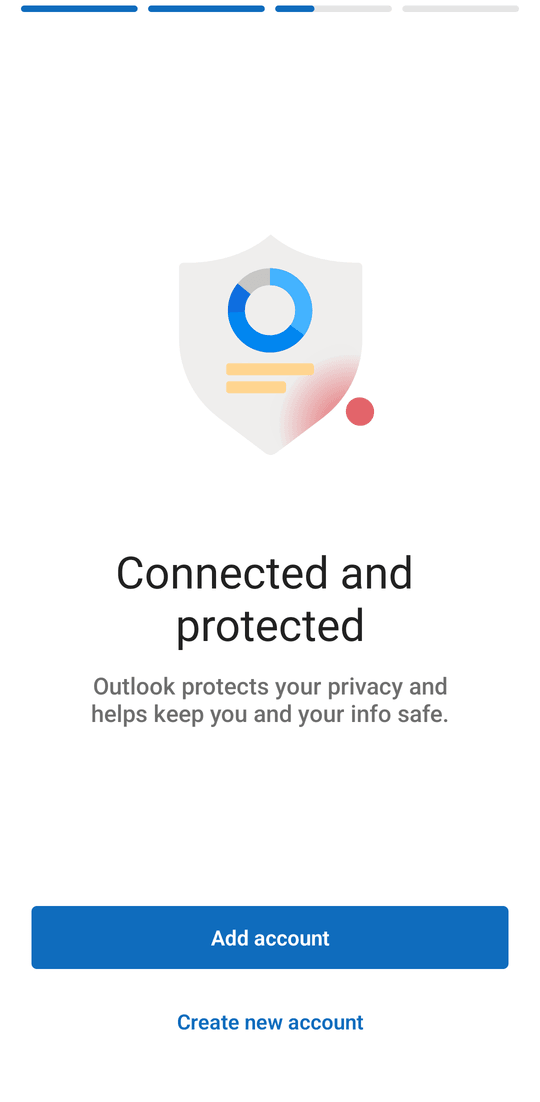 Connected and
protected
Outlook protects your privacy and
helps keep you and your info safe.
Add account
Create new account